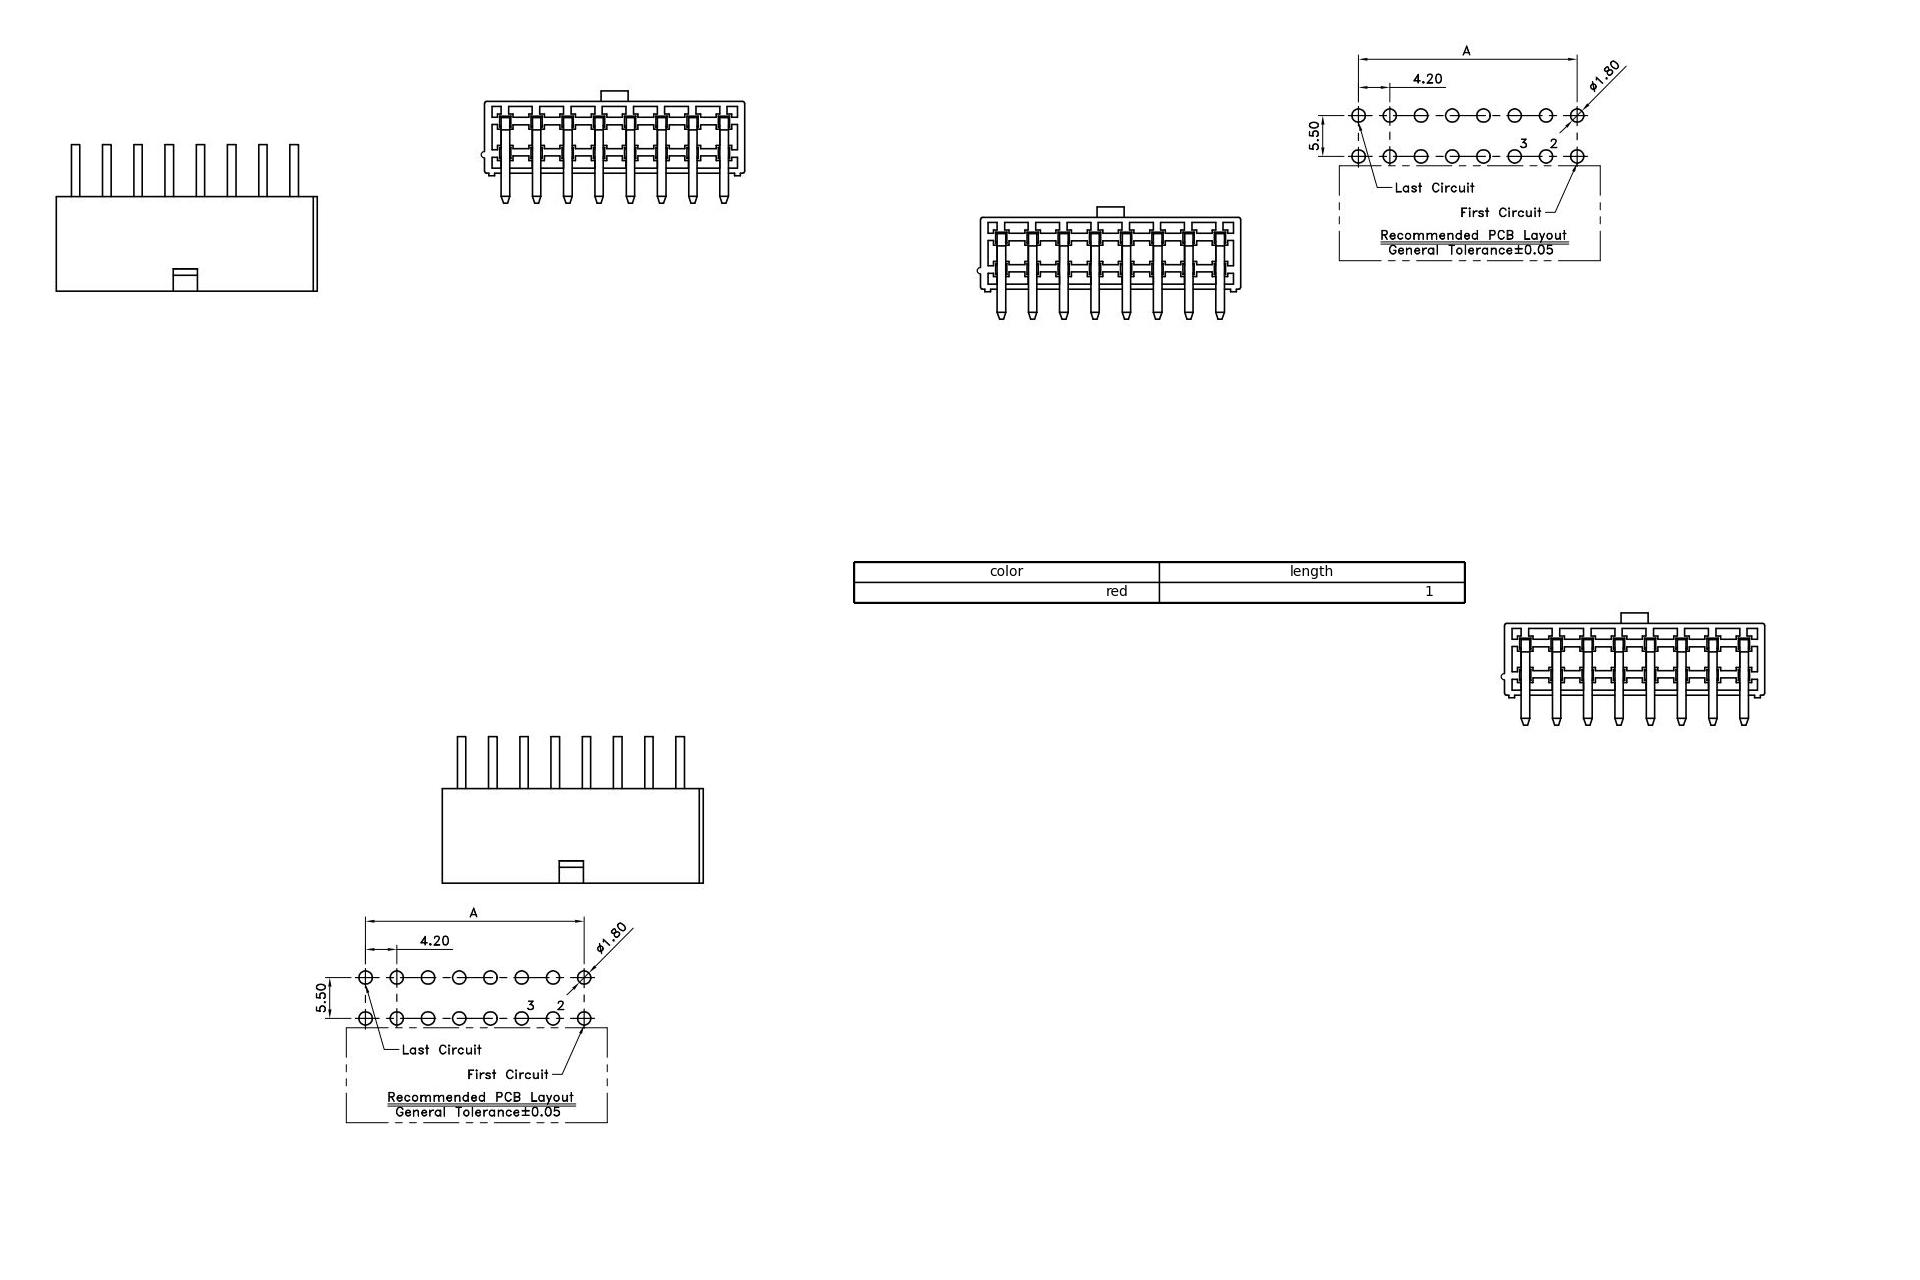 A
4.20
ø1.80
5.50
3 2
Last Circuit
First Circuit
Recommended PCB Layout
General Tolerance±0.05
color length
red 1
A
4.20
ø1.80
5.50
3 2
Last Circuit
First Circuit
Recommended PCB Layout
General Tolerance±0.05